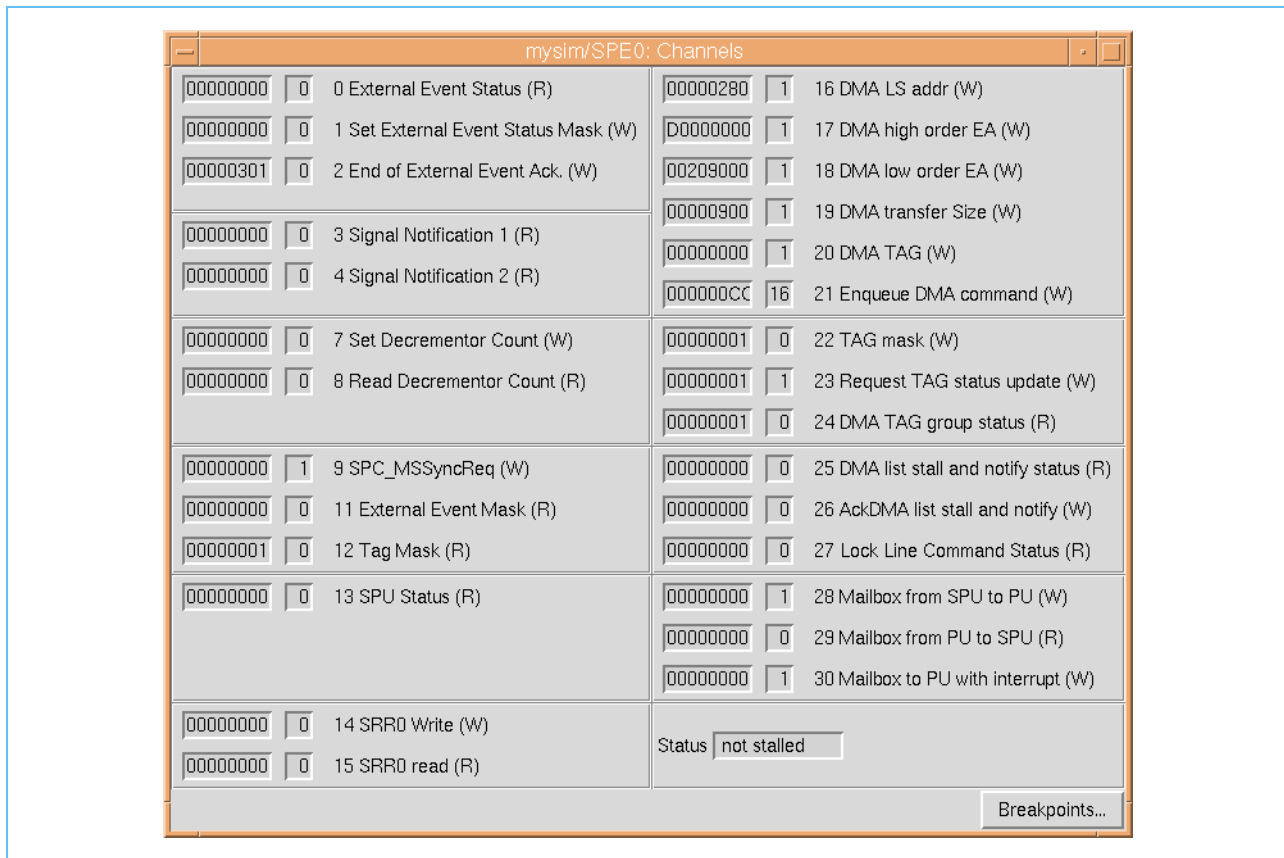 mysim/SPE0: Channels
00000000 0 0 External Event Status (R)
00000000 0 1 Set External Event Status Mask (W)
00000301 0 2 End of External Event Ack. (W)
00000000 0 3 Signal Notification 1 (R)
00000000 0 4 Signal Notification 2 (R)
00000000 0 7 Set Decrementor Count (W)
00000000 0 8 Read Decrementor Count (R)
00000000 1 9 SPC_MSSyncReq (W)
00000000 0 11 External Event Mask (R)
00000001 0 12 Tag Mask (R)
00000000 0 13 SPU Status (R)
00000000 0 14 SRR0 Write (W)
00000000 0 15 SRR0 read (R)
00000280 1 16 DMA LS addr (W)
D0000000 1 17 DMA high order EA (W)
00209000 1 18 DMA low order EA (W)
00000900 1 19 DMA transfer Size (W)
00000000 1 20 DMA TAG (W)
000000CC 16 21 Enqueue DMA command (W)
00000001 0 22 TAG mask (W)
00000001 1 23 Request TAG status update (W)
00000001 0 24 DMA TAG group status (R)
00000000 0 25 DMA list stall and notify status (R)
00000000 0 26 AckDMA list stall and notify (W)
00000000 0 27 Lock Line Command Status (R)
00000000 1 28 Mailbox from SPU to PU (W)
00000000 0 29 Mailbox from PU to SPU (R)
00000000 1 30 Mailbox to PU with interrupt (W)
Status not stalled
Breakpoints...